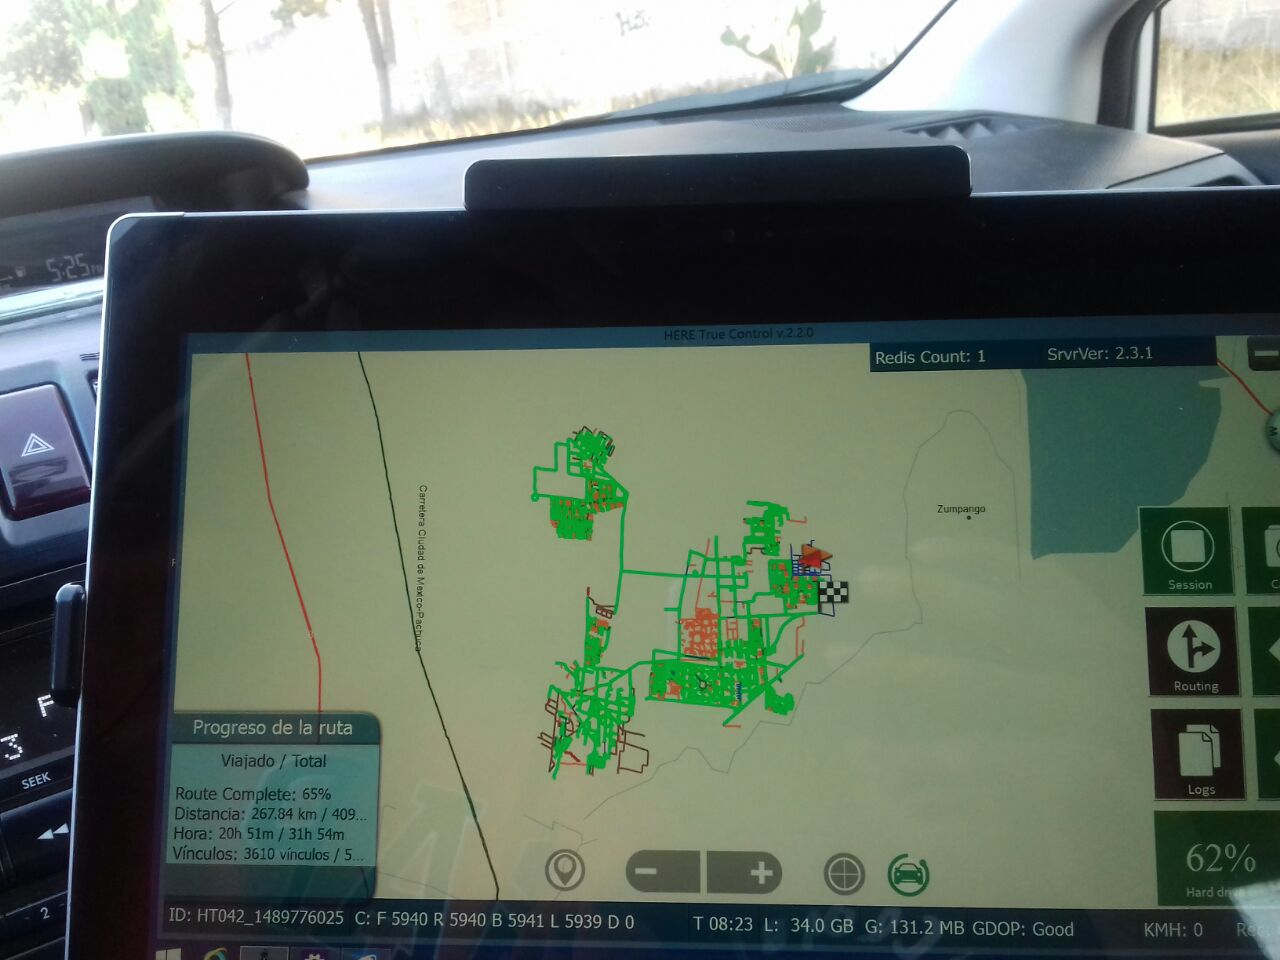 5:25
HERE True Control v.2.2.0
Redis Count: 1 SrvrVer: 2.3.1
Carretera Ciudad de Mexico-Pachuca
Zumpango
Session
Routing
Logs
62%
Hard
Progreso de la ruta
Viajado / Total
Route Complete: 65%
Distancia: 267.84 km / 409...
Hora: 20h 51m / 31h 54m
Vínculos: 3610 vínculos / 5...
ID: HT042_1489776025 C: F 5940 R 5940 B 5941 L 5939 D 0 T 08:23 L: 34.0 GB G: 131.2 MB GDOP: Good KMH: 0
F
3
SEEK
2